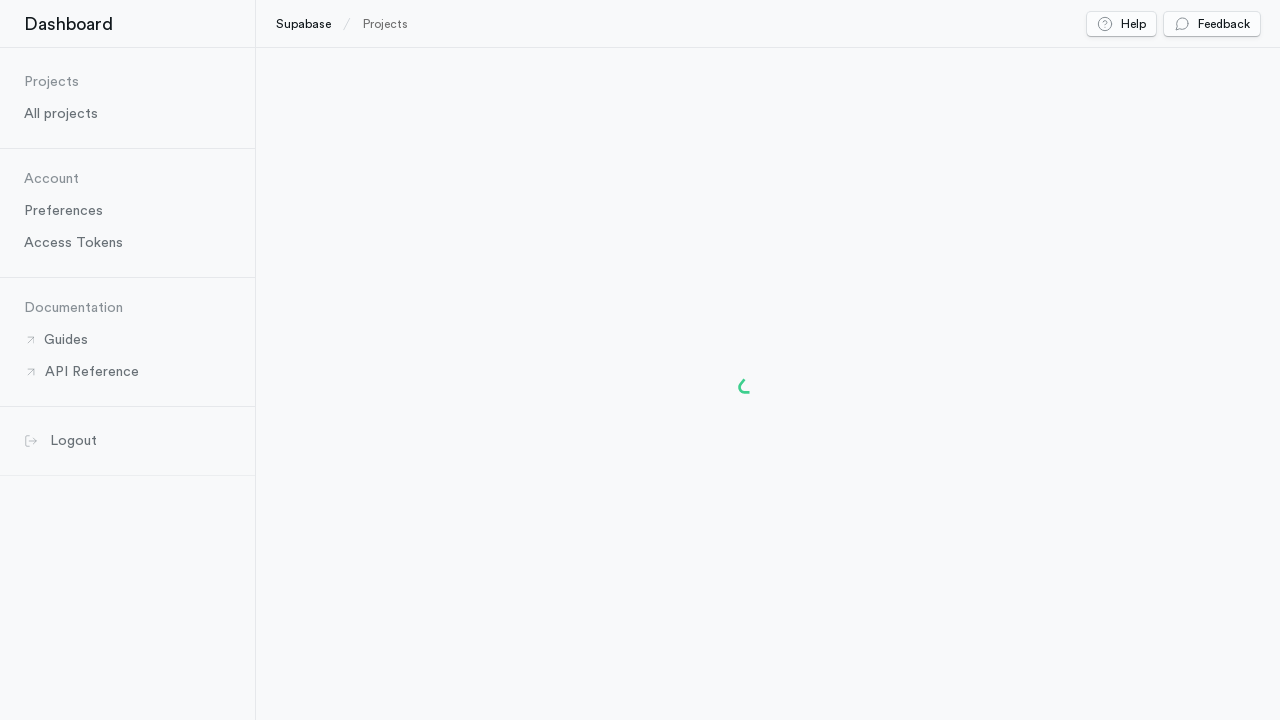 Dashboard
Supabase / Projects
Help
Feedback
Projects
All projects
Account
Preferences
Access Tokens
Documentation
Guides
API Reference
Logout